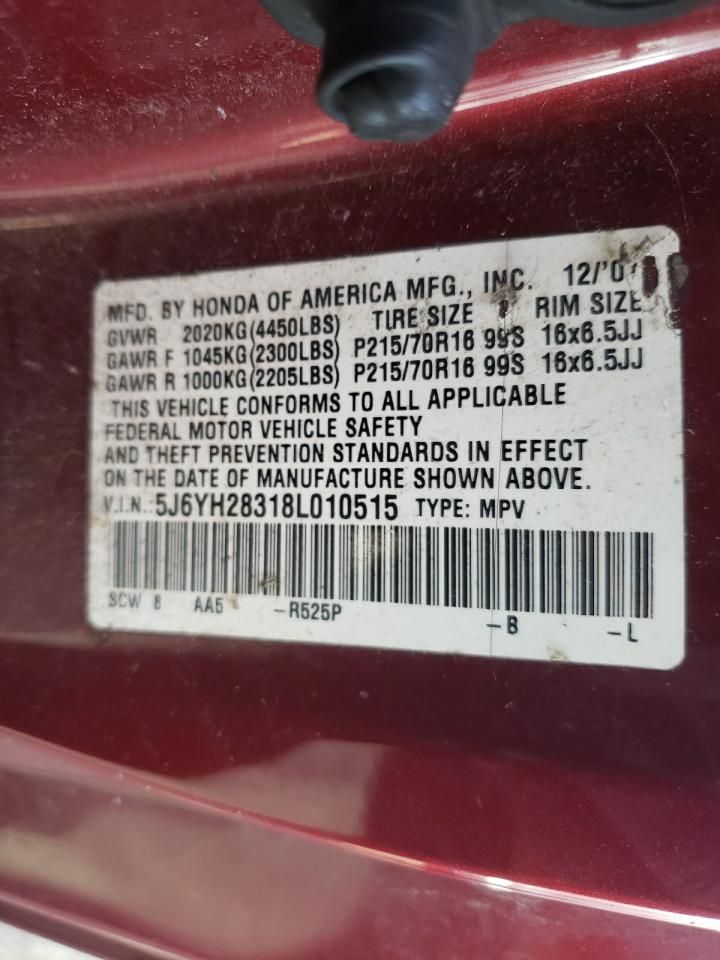 MFD. BY HONDA OF AMERICA MFG., INC. 12/'0
GVWR 2020KG(4450LBS) TIRE SIZE RIM SIZE
GAWR F 1045KG(2300LBS) P215/70R16 99S 16x6.5JJ
GAWR R 1000KG(2205LBS) P215/70R16 99S 16x6.5JJ
THIS VEHICLE CONFORMS TO ALL APPLICABLE
FEDERAL MOTOR VEHICLE SAFETY
AND THEFT PREVENTION STANDARDS IN EFFECT
ON THE DATE OF MANUFACTURE SHOWN ABOVE.
V.I.N.:5J6YH28318L010515 TYPE: MPV
SCW 8 AA5 -R525P -B -L